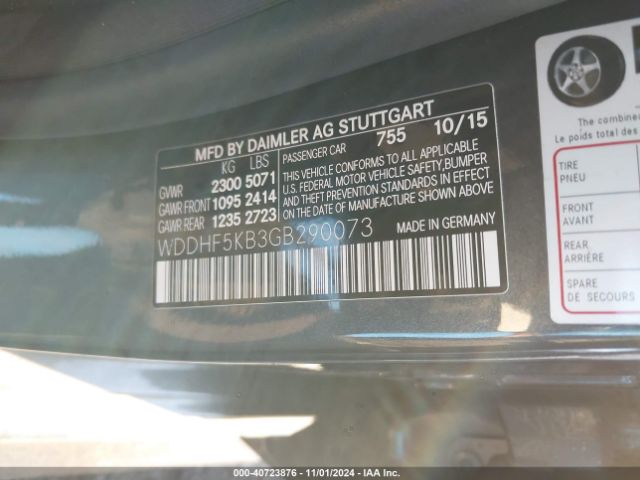 MFD BY DAIMLER AG STUTTGART
KG LBS
GVWR 2300 5071
GAWR FRONT 1095 2414
GAWR REAR 1235 2723
PASSENGER CAR 755 10/15
THIS VEHICLE CONFORMS TO ALL APPLICABLE
U.S. FEDERAL MOTOR VEHICLE SAFETY,BUMPER
AND THEFT PREVENTION STANDARDS IN EFFECT
ON THE DATE OF MANUFACTURE SHOWN ABOVE
WDDHF5KB3GB290073
MADE IN GERMANY
The combine
Le poids total des
TIRE
PNEU
FRONT
AVANT
REAR
ARRIÈRE
SPARE
DE SECOURS
000-40723876 - 11/01/2024 - IAA Inc.